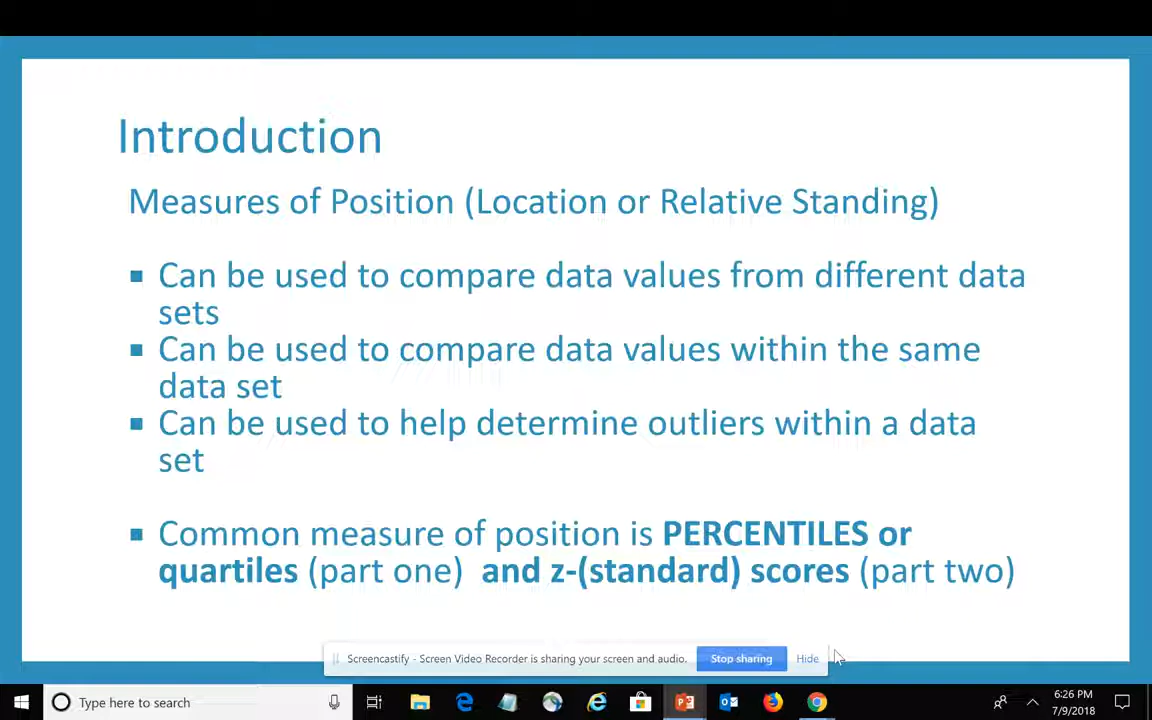 Introduction
Measures of Position (Location or Relative Standing)
▪ Can be used to compare data values from different data
sets
▪ Can be used to compare data values within the same
data set
▪ Can be used to help determine outliers within a data
set
▪ Common measure of position is PERCENTILES or
quartiles (part one) and z-(standard) scores (part two)
Screencastify - Screen Video Recorder is sharing your screen and audio. Stop sharing Hide
Type here to search
6:26 PM
7/9/2018